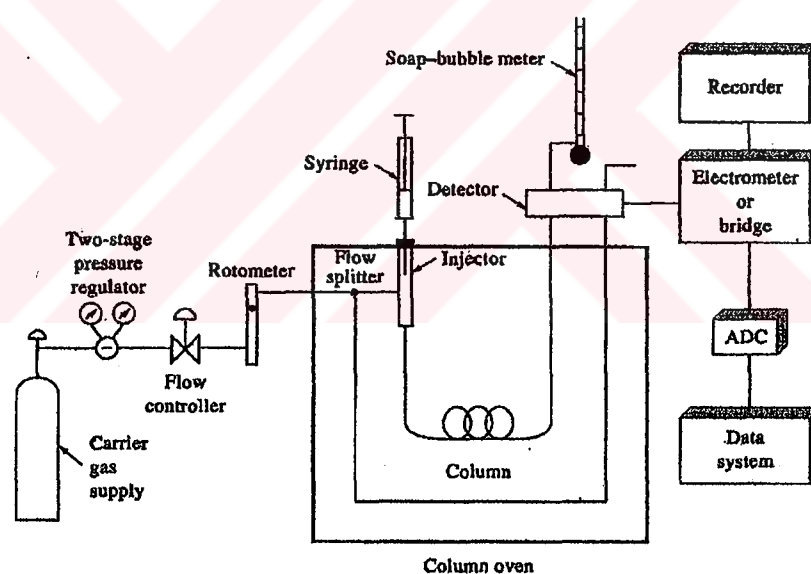 Soap-bubble meter
Recorder
Syringe
Detector
Electrometer
or
bridge
Two-stage
pressure
regulator
Rotometer
Flow
splitter
Injector
ADC
Flow
controller
Carrier
gas
supply
Column
Data
system
Column oven